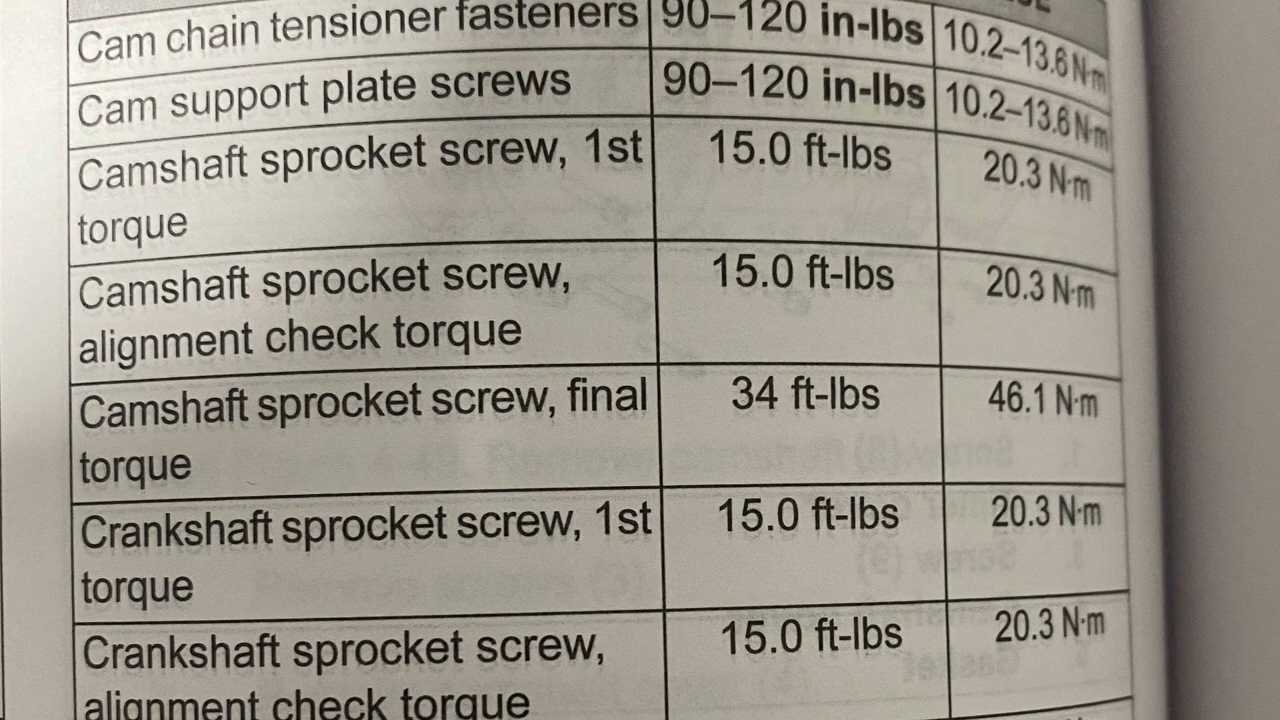 Cam chain tensioner fasteners 90–120 in-lbs 10.2–13.6 N·m
Cam support plate screws 90–120 in-lbs 10.2–13.6 N·m
Camshaft sprocket screw, 1st 15.0 ft-lbs 20.3 N·m
torque
Camshaft sprocket screw, 15.0 ft-lbs 20.3 N·m
alignment check torque
Camshaft sprocket screw, final 34 ft-lbs 46.1 N·m
torque
Crankshaft sprocket screw, 1st 15.0 ft-lbs 20.3 N·m
torque
Crankshaft sprocket screw, 15.0 ft-lbs 20.3 N·m
alignment check torque